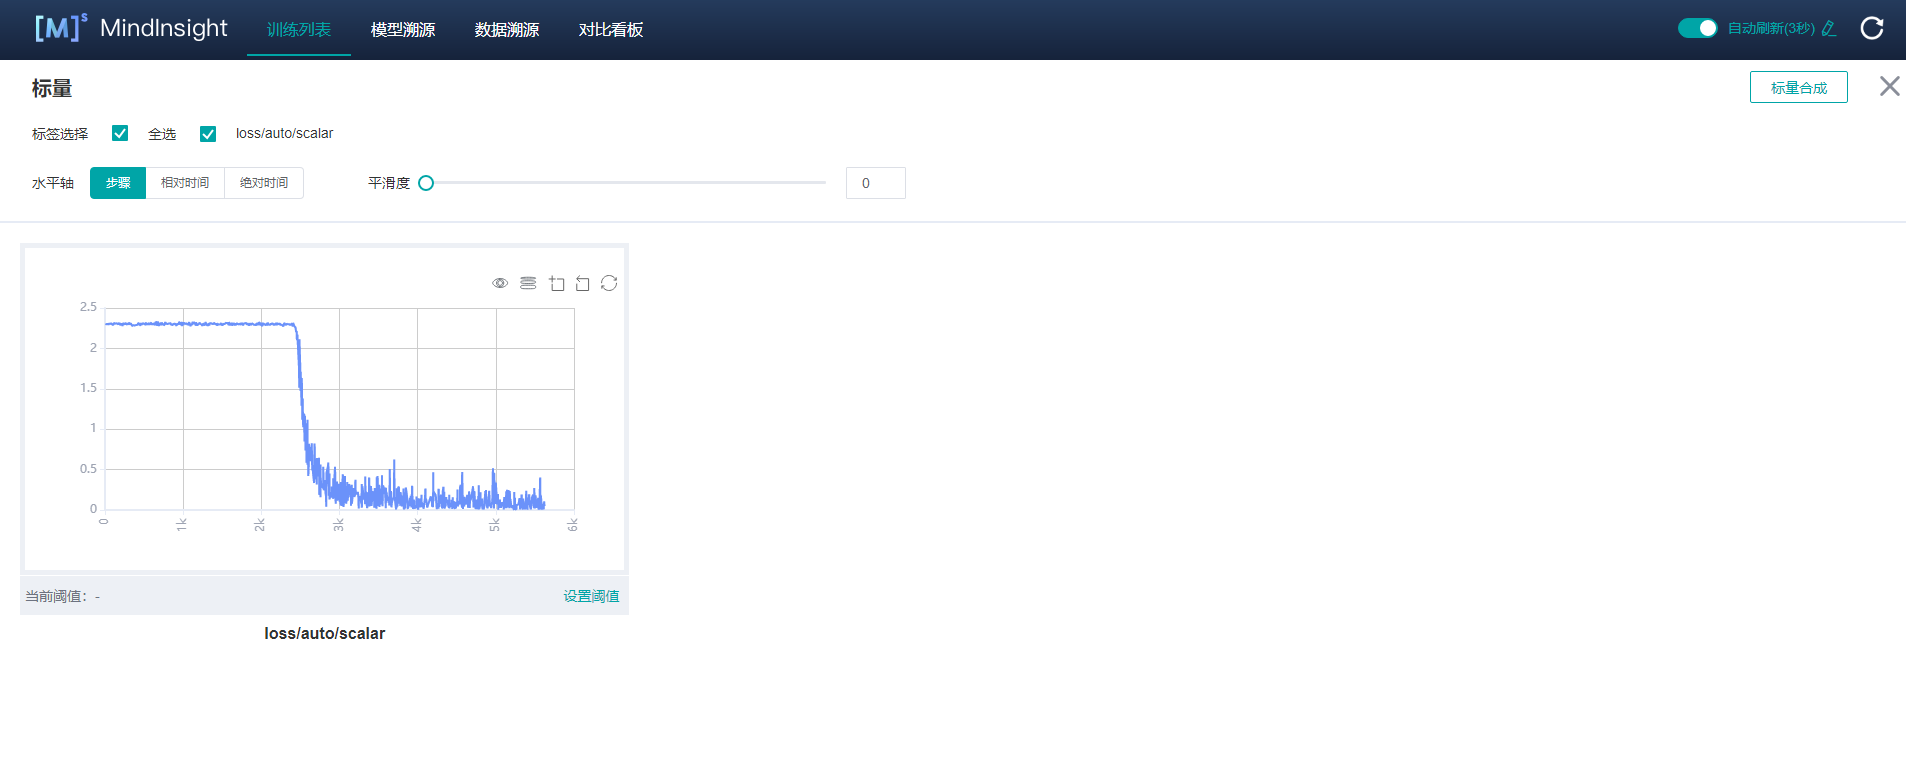 [M]s MindInsight 训练列表 模型溯源 数据溯源 对比看板 自动刷新(3秒)
标量 标量合成
标签选择 全选 loss/auto/scalar
水平轴 步骤 相对时间 绝对时间 平滑度 0
2.5
2
1.5
1
0.5
0
0 1k 2k 3k 4k 5k 6k
当前阈值：- 设置阈值
loss/auto/scalar